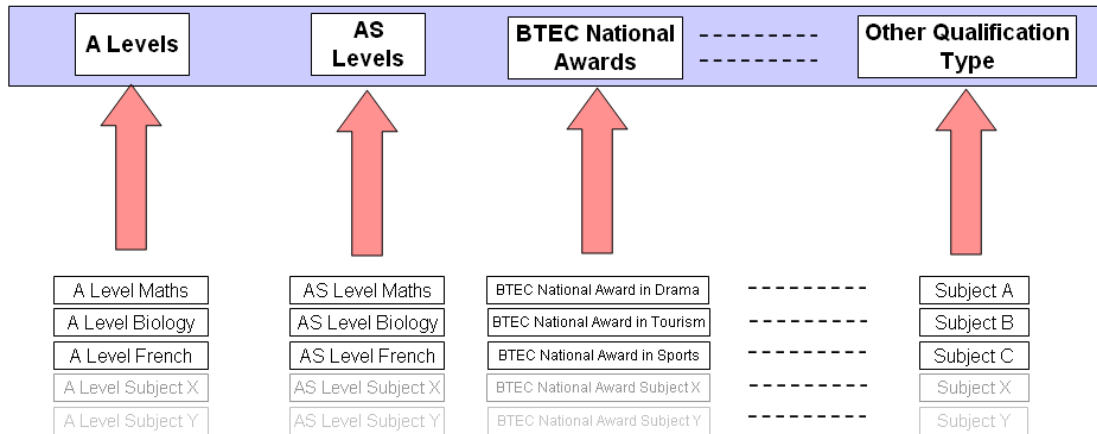 A Levels
AS
Levels
BTEC National
Awards
Other Qualification
Type
A Level Maths
AS Level Maths
BTEC National Award in Drama
Subject A
A Level Biology
AS Level Biology
BTEC National Award in Tourism
Subject B
A Level French
AS Level French
BTEC National Award in Sports
Subject C
A Level Subject X
AS Level Subject X
BTEC National Award Subject X
Subject X
A Level Subject Y
AS Level Subject Y
BTEC National Award Subject Y
Subject Y